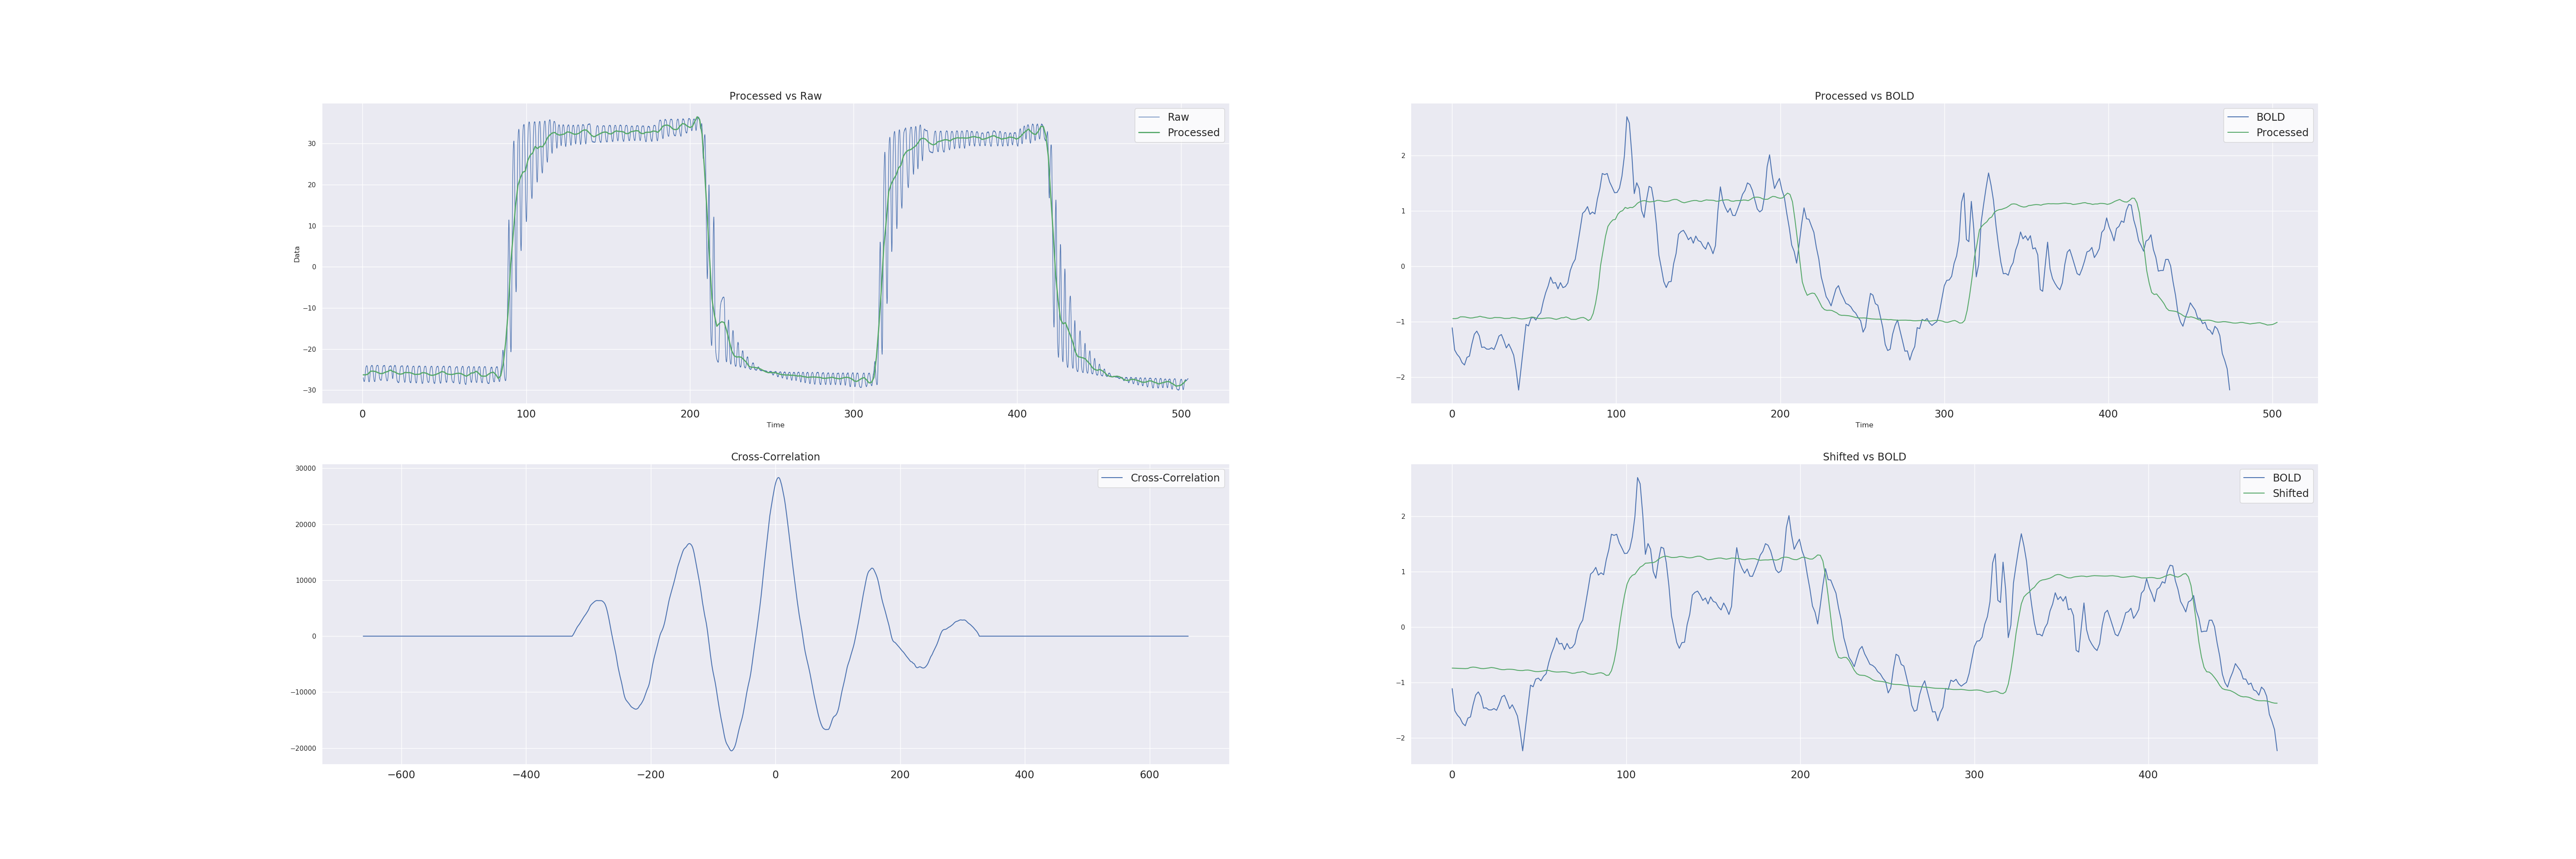 Processed vs Raw
Raw
Processed
Data
30
20
10
0
−10
−20
−30
0 100 200 300 400 500
Time
Processed vs BOLD
BOLD
Processed
2
1
0
−1
−2
0 100 200 300 400 500
Time
Cross-Correlation
Cross-Correlation
30000
20000
10000
0
−10000
−20000
−600 −400 −200 0 200 400 600
Shifted vs BOLD
BOLD
Shifted
2
1
0
−1
−2
0 100 200 300 400